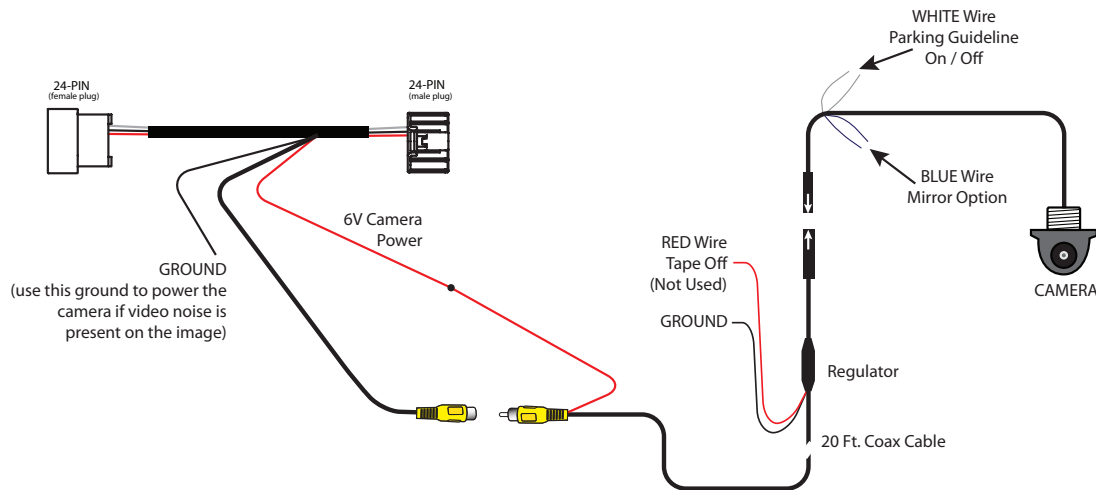 WHITE Wire
Parking Guideline
On / Off
24-PIN
(female plug)
24-PIN
(male plug)
BLUE Wire
Mirror Option
6V Camera
Power
GROUND
(use this ground to power the
camera if video noise is
present on the image)
RED Wire
Tape Off
(Not Used)
GROUND
CAMERA
Regulator
20 Ft. Coax Cable